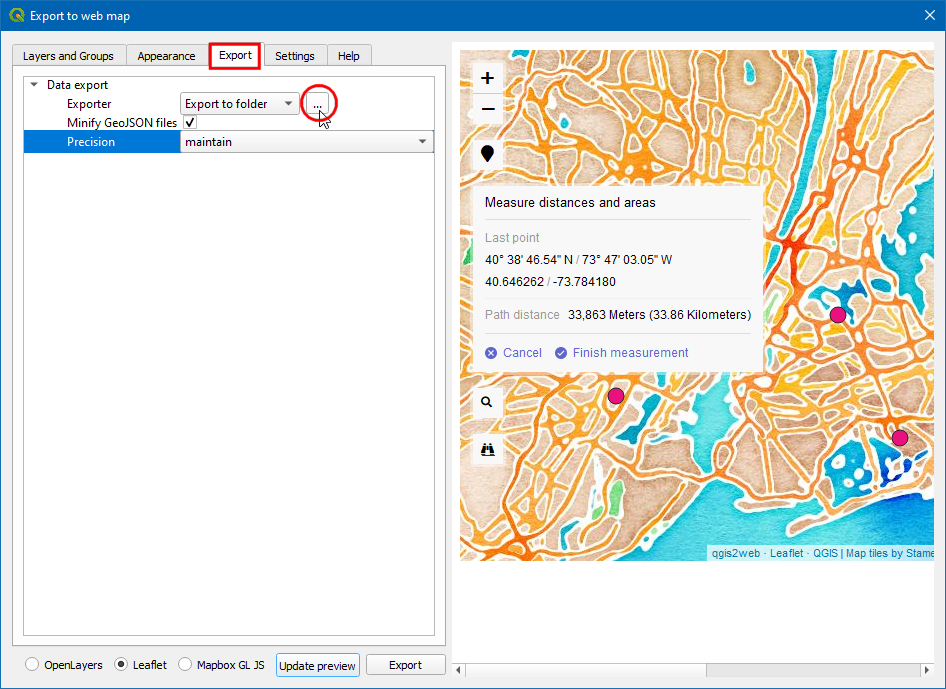 Export to web map
Layers and Groups
Appearance
Export
Settings
Help
Data export
Exporter
Export to folder
...
Minify GeoJSON files
Precision
maintain
+
−
Measure distances and areas
Last point
40° 38' 46.54" N / 73° 47' 03.05" W
40.646262 / -73.784180
Path distance 33,863 Meters (33.86 Kilometers)
Cancel
Finish measurement
qgis2web · Leaflet · QGIS | Map tiles by Stame
OpenLayers
Leaflet
Mapbox GL JS
Update preview
Export